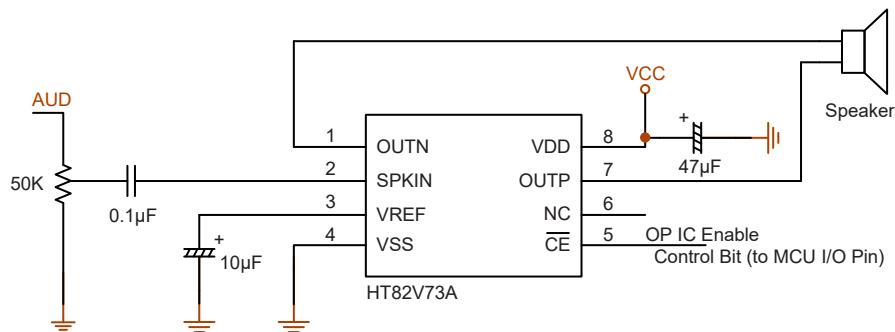 VCC
Speaker
AUD
+
1
OUTN
VDD
8
47µF
50K
0.1µF
2
SPKIN
OUTP
7
3
VREF
NC
6
+
10µF
4
VSS
CE
5
OP IC Enable
Control Bit (to MCU I/O Pin)
HT82V73A